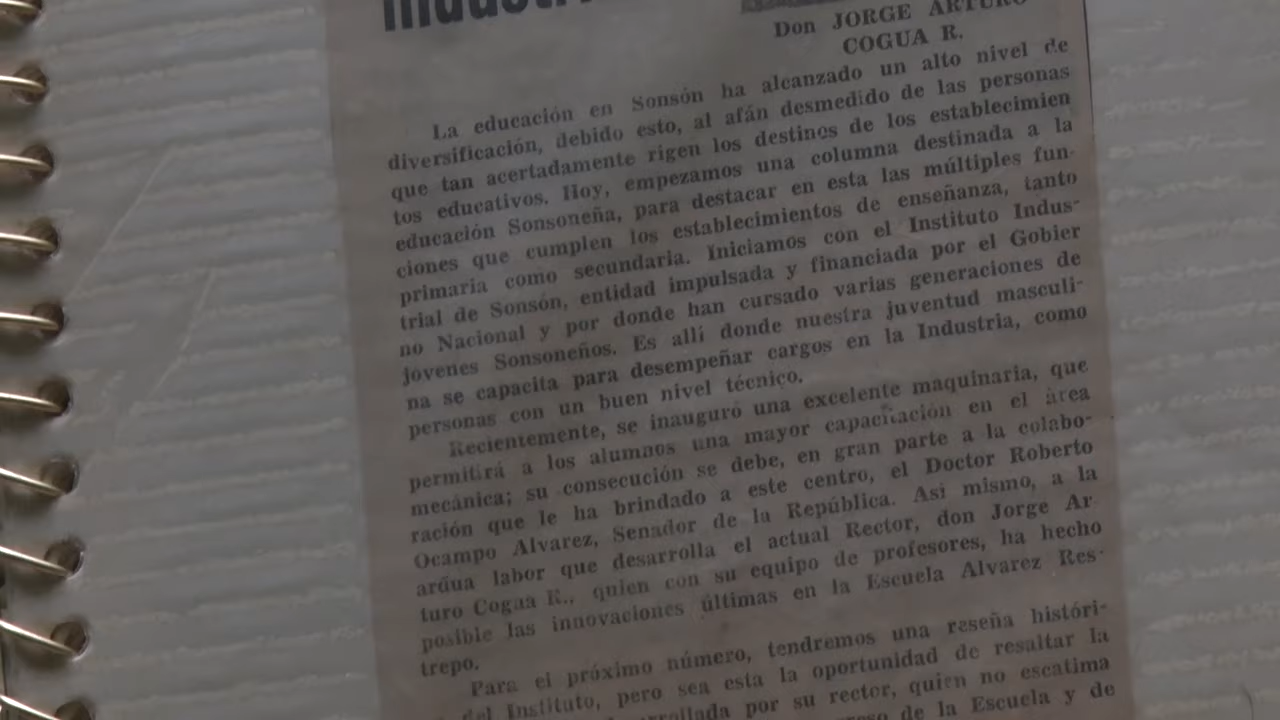 Don JORGE ARTURO
COGUA R.
La educación en Sonsón ha alcanzado un alto nivel de
diversificación, debido esto, al afán desmedido de las personas
que tan acertadamente rigen los destinos de los establecimien
tos educativos. Hoy, empezamos una columna destinada a la
educación Sonsoneña, para destacar en esta las múltiples fun-
ciones que cumplen los establecimientos de enseñanza, tanto
primaria como secundaria. Iniciamos con el Instituto Indus-
trial de Sonsón, entidad impulsada y financiada por el Gobier
no Nacional y por donde han cursado varias generaciones de
jóvenes Sonsoneños. Es allí donde nuestra juventud masculi-
na se capacita para desempeñar cargos en la Industria, como
personas con un buen nivel técnico.
Recientemente, se inauguró una excelente maquinaria, que
permitirá a los alumnos una mayor capacitación en el área
mecánica; su consecución se debe, en gran parte a la colabo-
ración que le ha brindado a este centro, el Doctor Roberto
Ocampo Alvarez, Senador de la República. Así mismo, a la
ardua labor que desarrolla el actual Rector, don Jorge Ar
turo Cogua R., quien con su equipo de profesores, ha hecho
posible las innovaciones últimas en la Escuela Alvarez Res-
trepo.
Para el próximo número, tendremos una reseña históri-
del Instituto, pero sea esta la oportunidad de resaltar la
por su rector, quien no escatima
de la Escuela y de